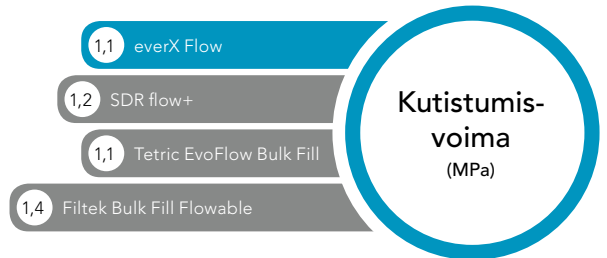 1,1 everX Flow
1,2 SDR flow+
1,1 Tetric EvoFlow Bulk Fill
1,4 Filtek Bulk Fill Flowable
Kutistumis-
voima
(MPa)